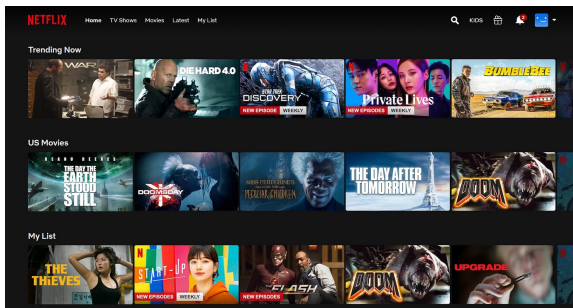 NETFLIX Home TV Shows Movies Latest My List KIDS 2
Trending Now
WAR
DIE HARD 4.0
STAR TREK
DISCOVERY
NEW EPISODE WEEKLY
Private Lives
NEW EPISODES WEEKLY
BUMBLEBEE
US Movies
KEANU REEVES
THE DAY THE
EARTH
STOOD
STILL
DOOMSDAY
MISS PEREGRINE'S
HOME FOR
PECULIAR CHILDREN
THE DAY AFTER
TOMORROW
DOOM
My List
THE
THIEVES
N
START-UP
NEW EPISODES WEEKLY
THE
FLASH
NEW EPISODES
DOOM
UPGRADE